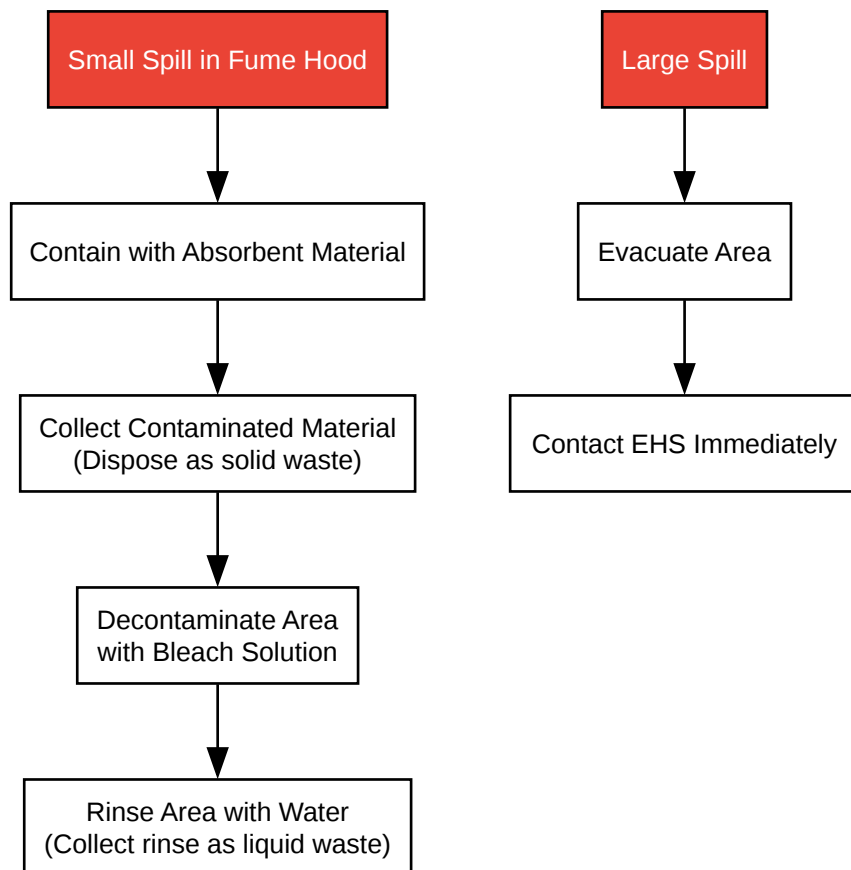 Small Spill in Fume Hood
Large Spill
Contain with Absorbent Material
Evacuate Area
Collect Contaminated Material
(Dispose as solid waste)
Contact EHS Immediately
Decontaminate Area
with Bleach Solution
Rinse Area with Water
(Collect rinse as liquid waste)